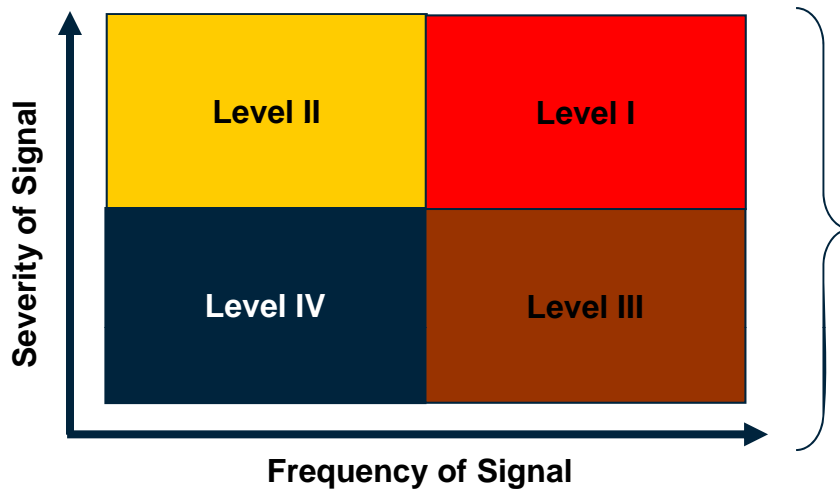 Severity of Signal
Level II
Level I
Level IV
Level III
Frequency of Signal